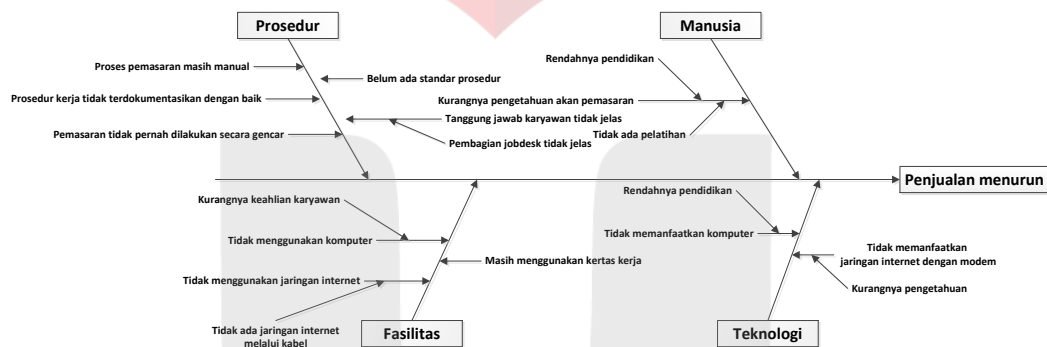 Prosedur
Manusia
Proses pemasaran masih manual
Belum ada standar prosedur
Prosedur kerja tidak terdokumentasikan dengan baik
Tanggung jawab karyawan tidak jelas
Pemasaran tidak pernah dilakukan secara gencar
Pembagian jobdesk tidak jelas
Rendahnya pendidikan
Kurangnya pengetahuan akan pemasaran
Tidak ada pelatihan
Penjualan menurun
Kurangnya keahlian karyawan
Tidak menggunakan komputer
Masih menggunakan kertas kerja
Tidak menggunakan jaringan internet
Tidak ada jaringan internet
melalui kabel
Fasilitas
Rendahnya pendidikan
Tidak memanfaatkan komputer
Tidak memanfaatkan
jaringan internet dengan modem
Kurangnya pengetahuan
Teknologi